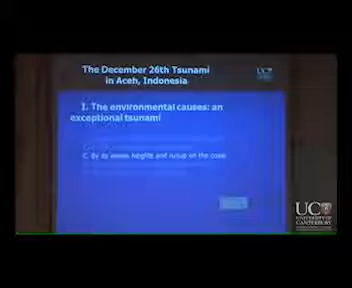 The December 26th Tsunami
in Aceh, Indonesia
UC
I. The environmental causes: an
exceptional tsunami
C. By its waves heights and runup on the coast
UC
UNIVERSITY OF
CANTERBURY